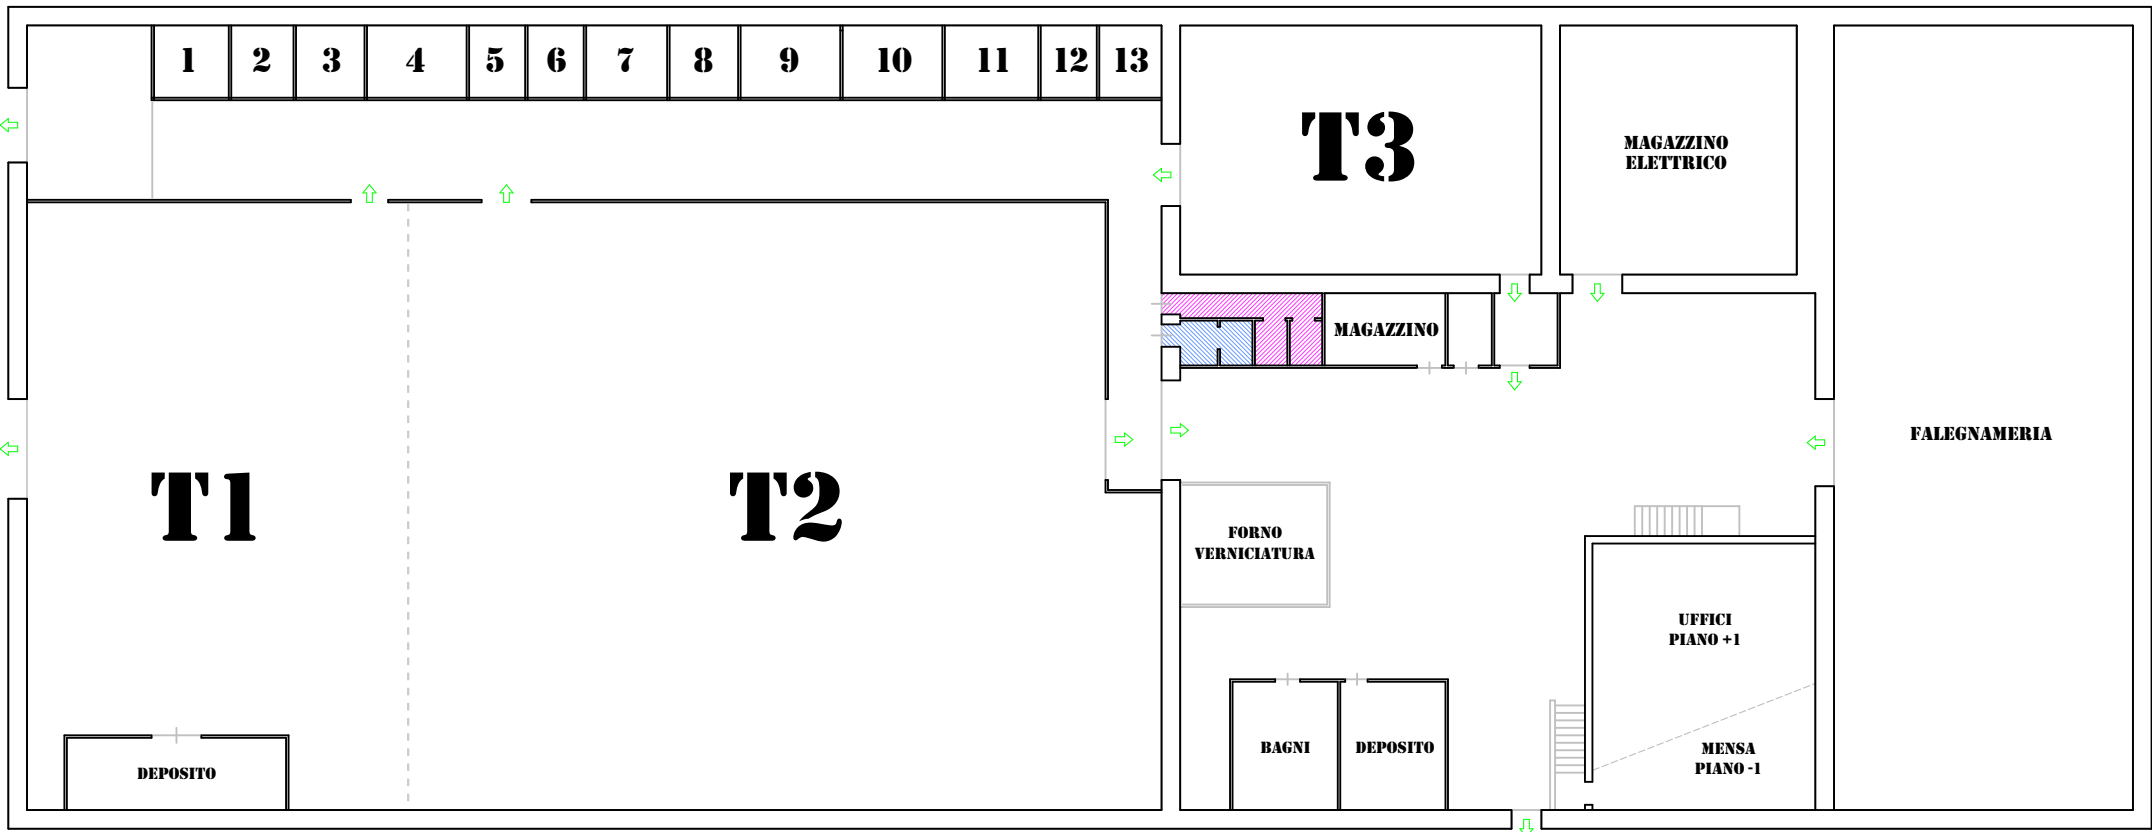 1 2 3 4 5 6 7 8 9 10 11 12 13
T3
MAGAZZINO
ELETTRICO
MAGAZZINO
FALEGNAMERIA
T1
T2
FORNO
VERNICIATURA
UFFICI
PIANO +1
BAGNI
DEPOSITO
MENSA
PIANO -1
DEPOSITO